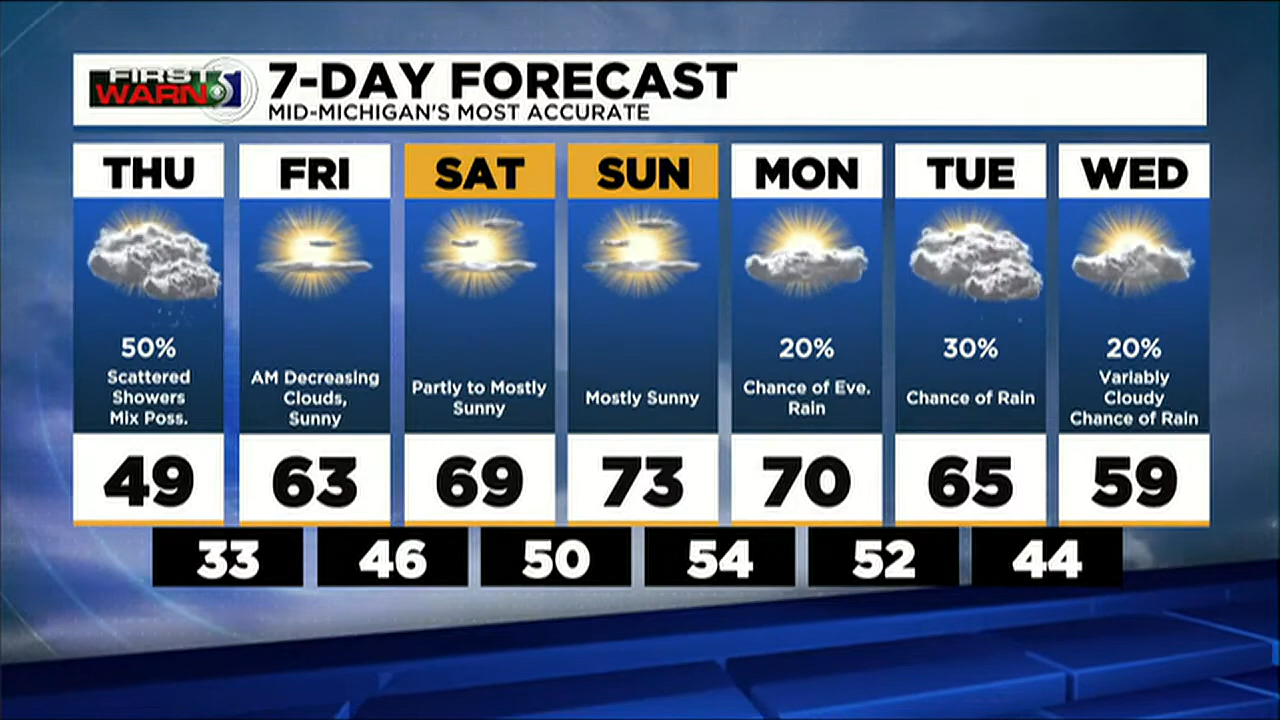 FIRST
WARN 5
7-DAY FORECAST
MID-MICHIGAN'S MOST ACCURATE
THU
FRI
SAT
SUN
MON
TUE
WED
50%
Scattered
Showers
Mix Poss.
AM Decreasing
Clouds,
Sunny
Partly to Mostly
Sunny
Mostly Sunny
20%
Chance of Eve.
Rain
30%
Chance of Rain
20%
Variably
Cloudy
Chance of Rain
49
63
69
73
70
65
59
33
46
50
54
52
44